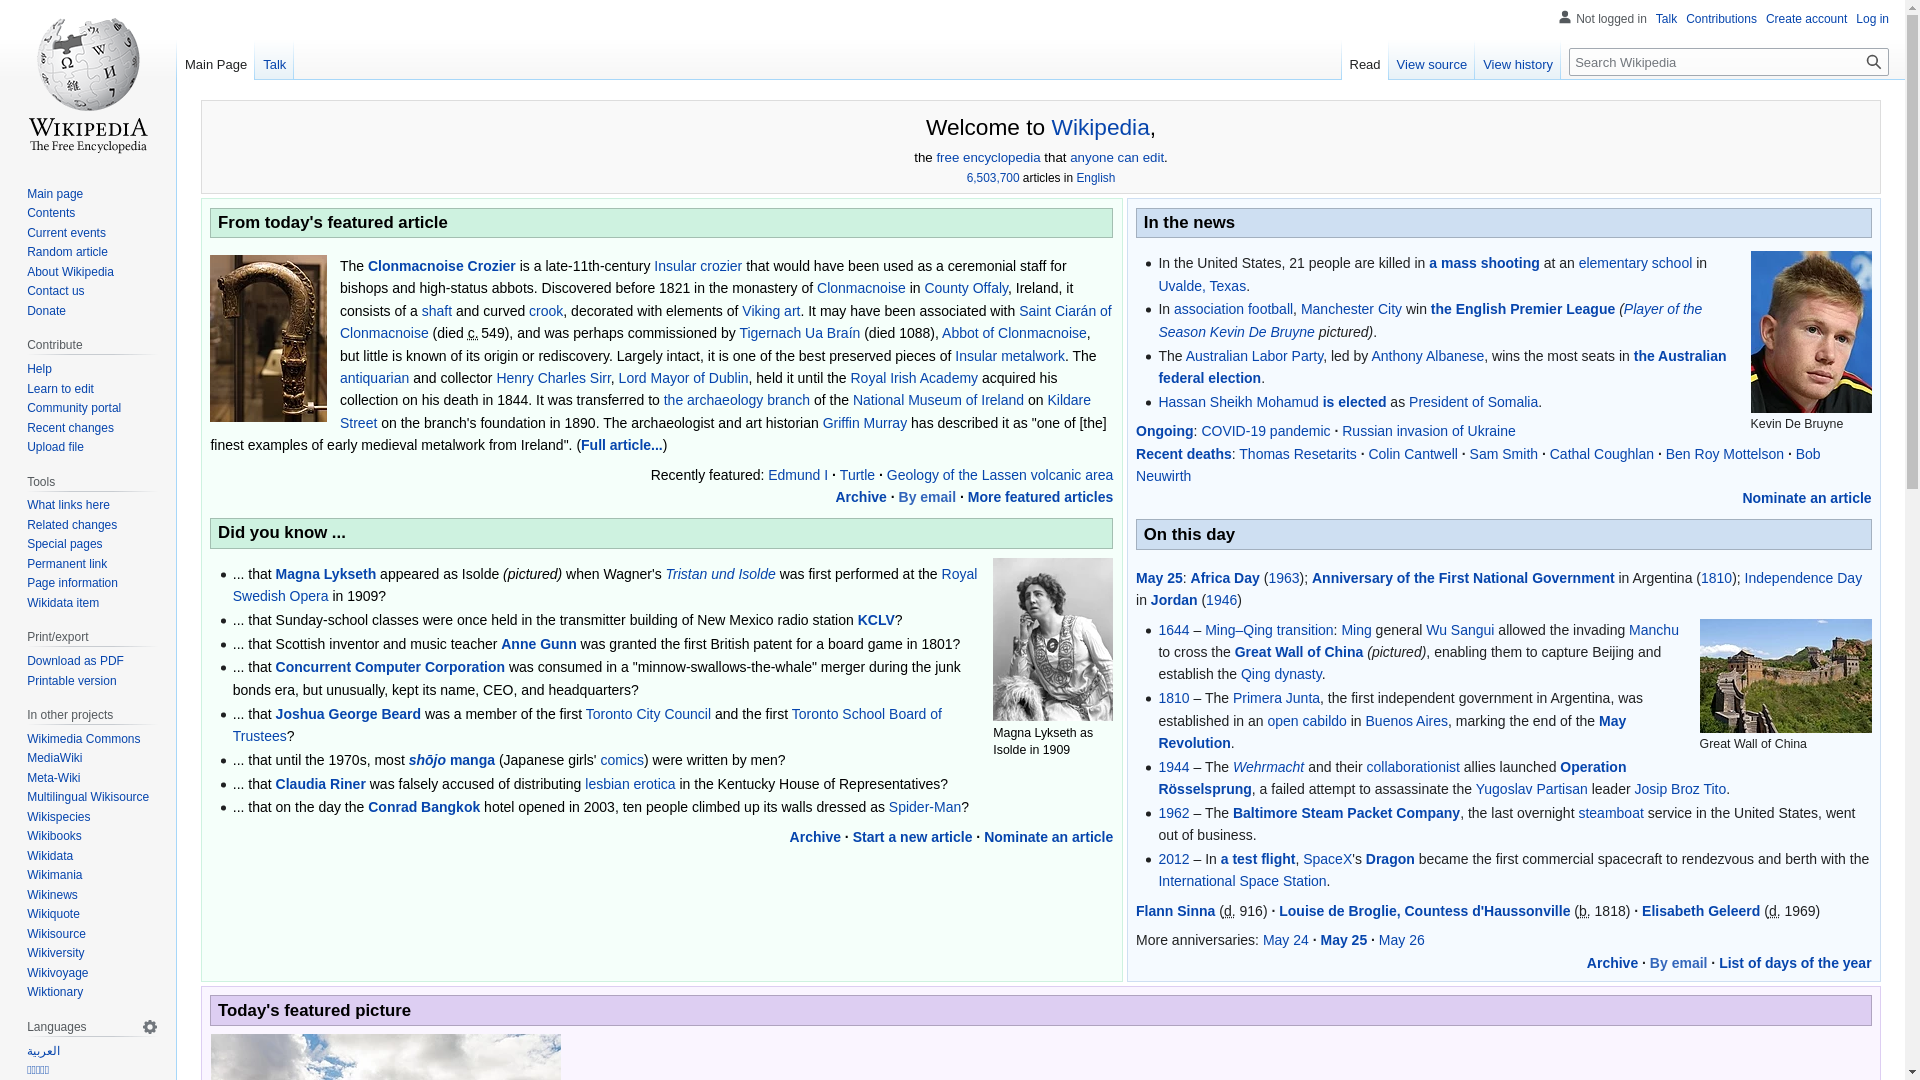 Not logged in Talk Contributions Create account Log in
Main Page Talk Read View source View history Search Wikipedia
WIKIPEDIA
The Free Encyclopedia
Main page
Contents
Current events
Random article
About Wikipedia
Contact us
Donate
Contribute
Help
Learn to edit
Community portal
Recent changes
Upload file
Tools
What links here
Related changes
Special pages
Permanent link
Page information
Wikidata item
Print/export
Download as PDF
Printable version
In other projects
Wikimedia Commons
MediaWiki
Meta-Wiki
Multilingual Wikisource
Wikispecies
Wikibooks
Wikidata
Wikimania
Wikinews
Wikiquote
Wikisource
Wikiversity
Wikivoyage
Wiktionary
Languages
العربية
Welcome to Wikipedia,
the free encyclopedia that anyone can edit.
6,503,700 articles in English
From today's featured article
The Clonmacnoise Crozier is a late-11th-century Insular crozier that would have been used as a ceremonial staff for
bishops and high-status abbots. Discovered before 1821 in the monastery of Clonmacnoise in County Offaly, Ireland, it
consists of a shaft and curved crook, decorated with elements of Viking art. It may have been associated with Saint Ciarán of
Clonmacnoise (died c. 549), and was perhaps commissioned by Tigernach Ua Braín (died 1088), Abbot of Clonmacnoise,
but little is known of its origin or rediscovery. Largely intact, it is one of the best preserved pieces of Insular metalwork. The
antiquarian and collector Henry Charles Sirr, Lord Mayor of Dublin, held it until the Royal Irish Academy acquired his
collection on his death in 1844. It was transferred to the archaeology branch of the National Museum of Ireland on Kildare
Street on the branch's foundation in 1890. The archaeologist and art historian Griffin Murray has described it as "one of [the]
finest examples of early medieval metalwork from Ireland". (Full article...)
Recently featured: Edmund I · Turtle · Geology of the Lassen volcanic area
Archive · By email · More featured articles
Did you know ...
... that Magna Lykseth appeared as Isolde (pictured) when Wagner's Tristan und Isolde was first performed at the Royal
Swedish Opera in 1909?
... that Sunday-school classes were once held in the transmitter building of New Mexico radio station KCLV?
... that Scottish inventor and music teacher Anne Gunn was granted the first British patent for a board game in 1801?
... that Concurrent Computer Corporation was consumed in a "minnow-swallows-the-whale" merger during the junk
bonds era, but unusually, kept its name, CEO, and headquarters?
... that Joshua George Beard was a member of the first Toronto City Council and the first Toronto School Board of
Trustees?
... that until the 1970s, most shōjo manga (Japanese girls' comics) were written by men?
... that Claudia Riner was falsely accused of distributing lesbian erotica in the Kentucky House of Representatives?
... that on the day the Conrad Bangkok hotel opened in 2003, ten people climbed up its walls dressed as Spider-Man?
Magna Lykseth as
Isolde in 1909
Archive · Start a new article · Nominate an article
In the news
In the United States, 21 people are killed in a mass shooting at an elementary school in
Uvalde, Texas.
In association football, Manchester City win the English Premier League (Player of the
Season Kevin De Bruyne pictured).
The Australian Labor Party, led by Anthony Albanese, wins the most seats in the Australian
federal election.
Hassan Sheikh Mohamud is elected as President of Somalia.
Kevin De Bruyne
Ongoing: COVID-19 pandemic · Russian invasion of Ukraine
Recent deaths: Thomas Resetarits · Colin Cantwell · Sam Smith · Cathal Coughlan · Ben Roy Mottelson · Bob
Neuwirth
Nominate an article
On this day
May 25: Africa Day (1963); Anniversary of the First National Government in Argentina (1810); Independence Day
in Jordan (1946)
1644 – Ming–Qing transition: Ming general Wu Sangui allowed the invading Manchu
to cross the Great Wall of China (pictured), enabling them to capture Beijing and
establish the Qing dynasty.
1810 – The Primera Junta, the first independent government in Argentina, was
established in an open cabildo in Buenos Aires, marking the end of the May
Revolution.
Great Wall of China
1944 – The Wehrmacht and their collaborationist allies launched Operation
Rösselsprung, a failed attempt to assassinate the Yugoslav Partisan leader Josip Broz Tito.
1962 – The Baltimore Steam Packet Company, the last overnight steamboat service in the United States, went
out of business.
2012 – In a test flight, SpaceX's Dragon became the first commercial spacecraft to rendezvous and berth with the
International Space Station.
Flann Sinna (d. 916) · Louise de Broglie, Countess d'Haussonville (b. 1818) · Elisabeth Geleerd (d. 1969)
More anniversaries: May 24 · May 25 · May 26
Archive · By email · List of days of the year
Today's featured picture